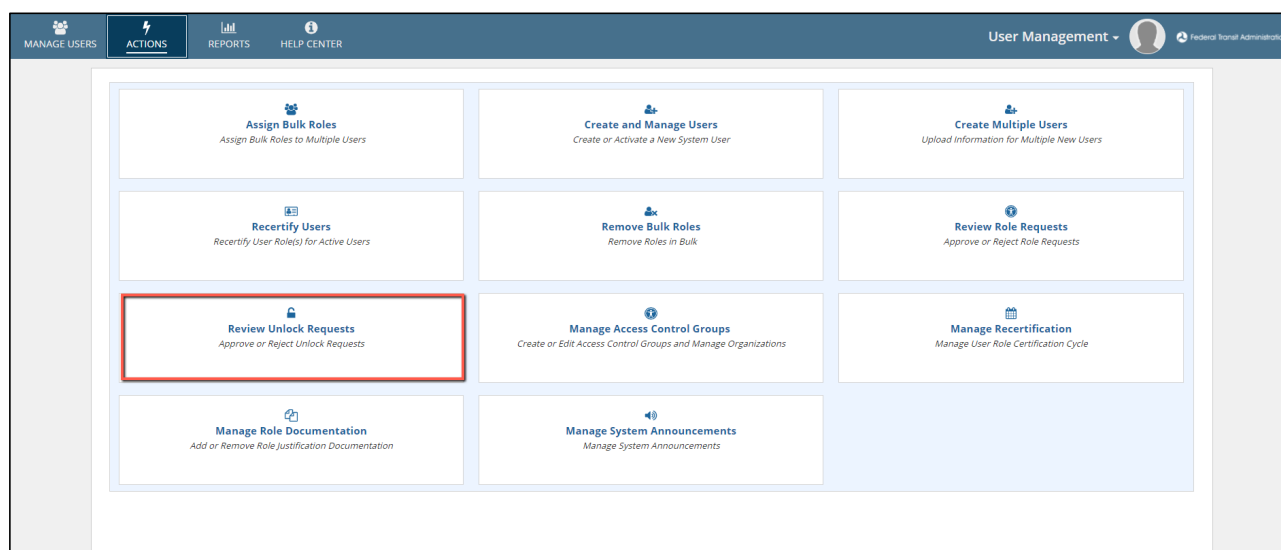 MANAGE USERS
ACTIONS
REPORTS
HELP CENTER
User Management
Federal Transit Administration
Assign Bulk Roles
Assign Bulk Roles to Multiple Users
Create and Manage Users
Create or Activate a New System User
Create Multiple Users
Upload Information for Multiple New Users
Recertify Users
Recertify User Role(s) for Active Users
Remove Bulk Roles
Remove Roles in Bulk
Review Role Requests
Approve or Reject Role Requests
Review Unlock Requests
Approve or Reject Unlock Requests
Manage Access Control Groups
Create or Edit Access Control Groups and Manage Organizations
Manage Recertification
Manage User Role Certification Cycle
Manage Role Documentation
Add or Remove Role Justification Documentation
Manage System Announcements
Manage System Announcements